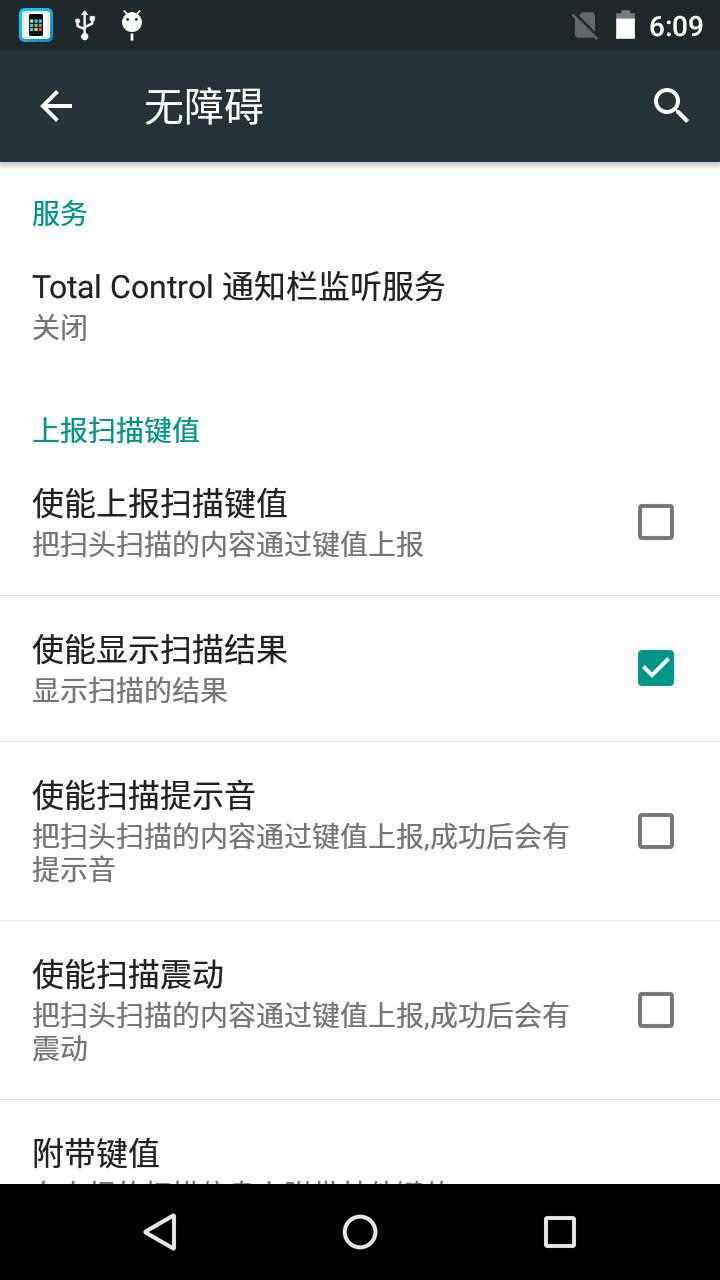 6:09
无障碍
服务
Total Control 通知栏监听服务
关闭
上报扫描键值
使能上报扫描键值
把扫头扫描的内容通过键值上报
使能显示扫描结果
显示扫描的结果
使能扫描提示音
把扫头扫描的内容通过键值上报,成功后会有
提示音
使能扫描震动
把扫头扫描的内容通过键值上报,成功后会有
震动
附带键值